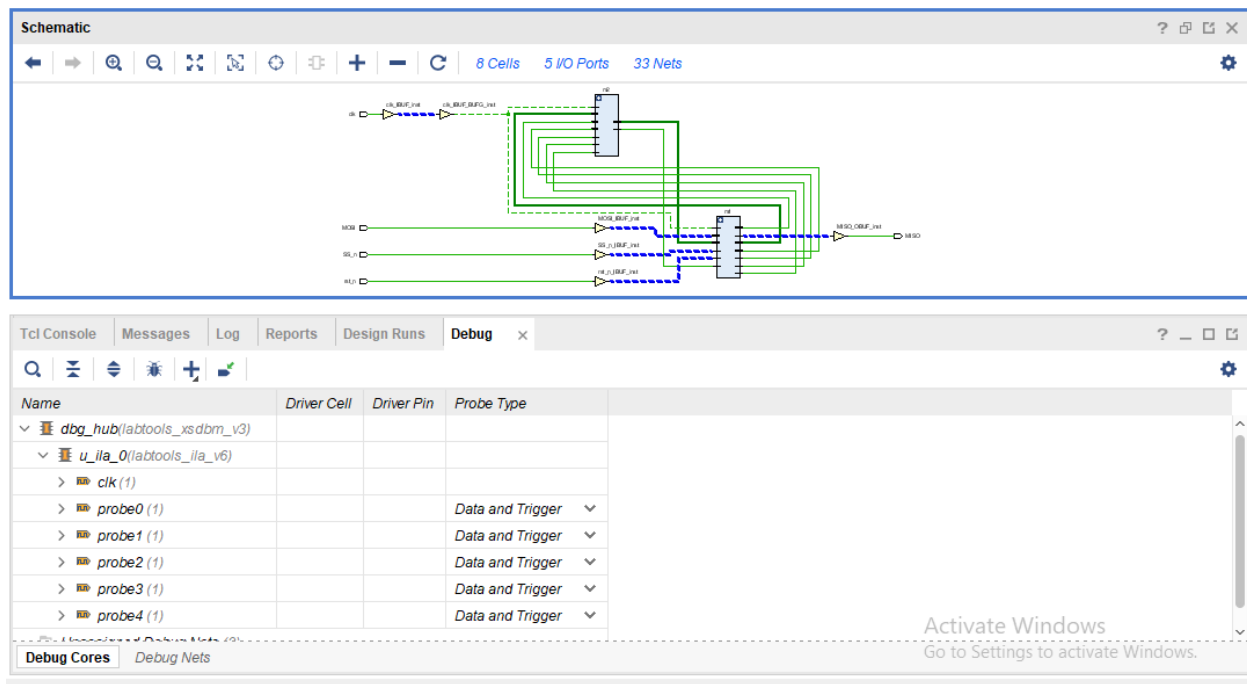 Schematic
8 Cells 5 I/O Ports 33 Nets
clk clk_IBUF_inst clk_IBUF_BUFG_inst
MOSI MOSI_IBUF_inst
SS_n SS_n_IBUF_inst
rst_n rst_n_IBUF_inst
MISO_OBUF_inst MISO
Tcl Console Messages Log Reports Design Runs Debug
Name Driver Cell Driver Pin Probe Type
dbg_hub(labtools_xsdbm_v3)
u_ila_0(labtools_ila_v6)
clk (1)
probe0 (1) Data and Trigger
probe1 (1) Data and Trigger
probe2 (1) Data and Trigger
probe3 (1) Data and Trigger
probe4 (1) Data and Trigger
Unassigned Debug Nets
Activate Windows
Go to Settings to activate Windows.
Debug Cores Debug Nets